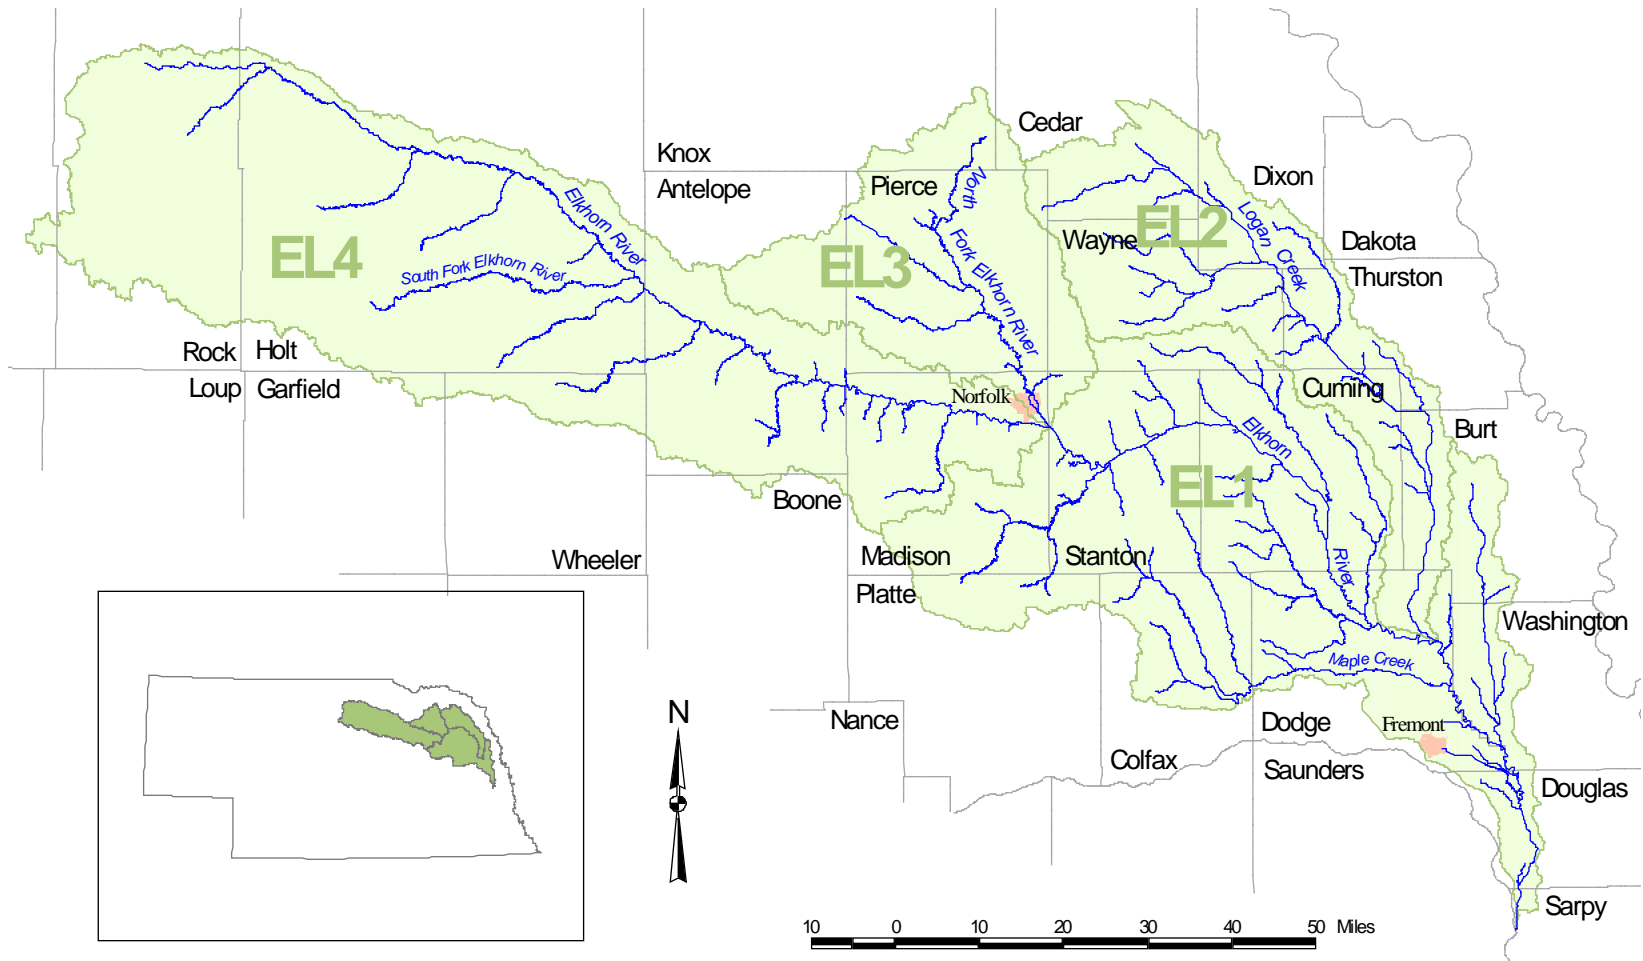 Cedar
Knox
Antelope
Pierce
Dixon
North
Fork Elkhorn River
Elkhorn River
Logan
Creek
Wayne
EL2
Dakota
Thurston
EL4
South Fork Elkhorn River
EL3
Rock
Holt
Loup
Garfield
Norfolk
Cuming
Burt
Elkhorn
River
EL1
Boone
Wheeler
Madison
Stanton
Platte
Washington
Maple Creek
Nance
N
Dodge
Fremont
Colfax
Saunders
Douglas
Sarpy
10 0 10 20 30 40 50 Miles